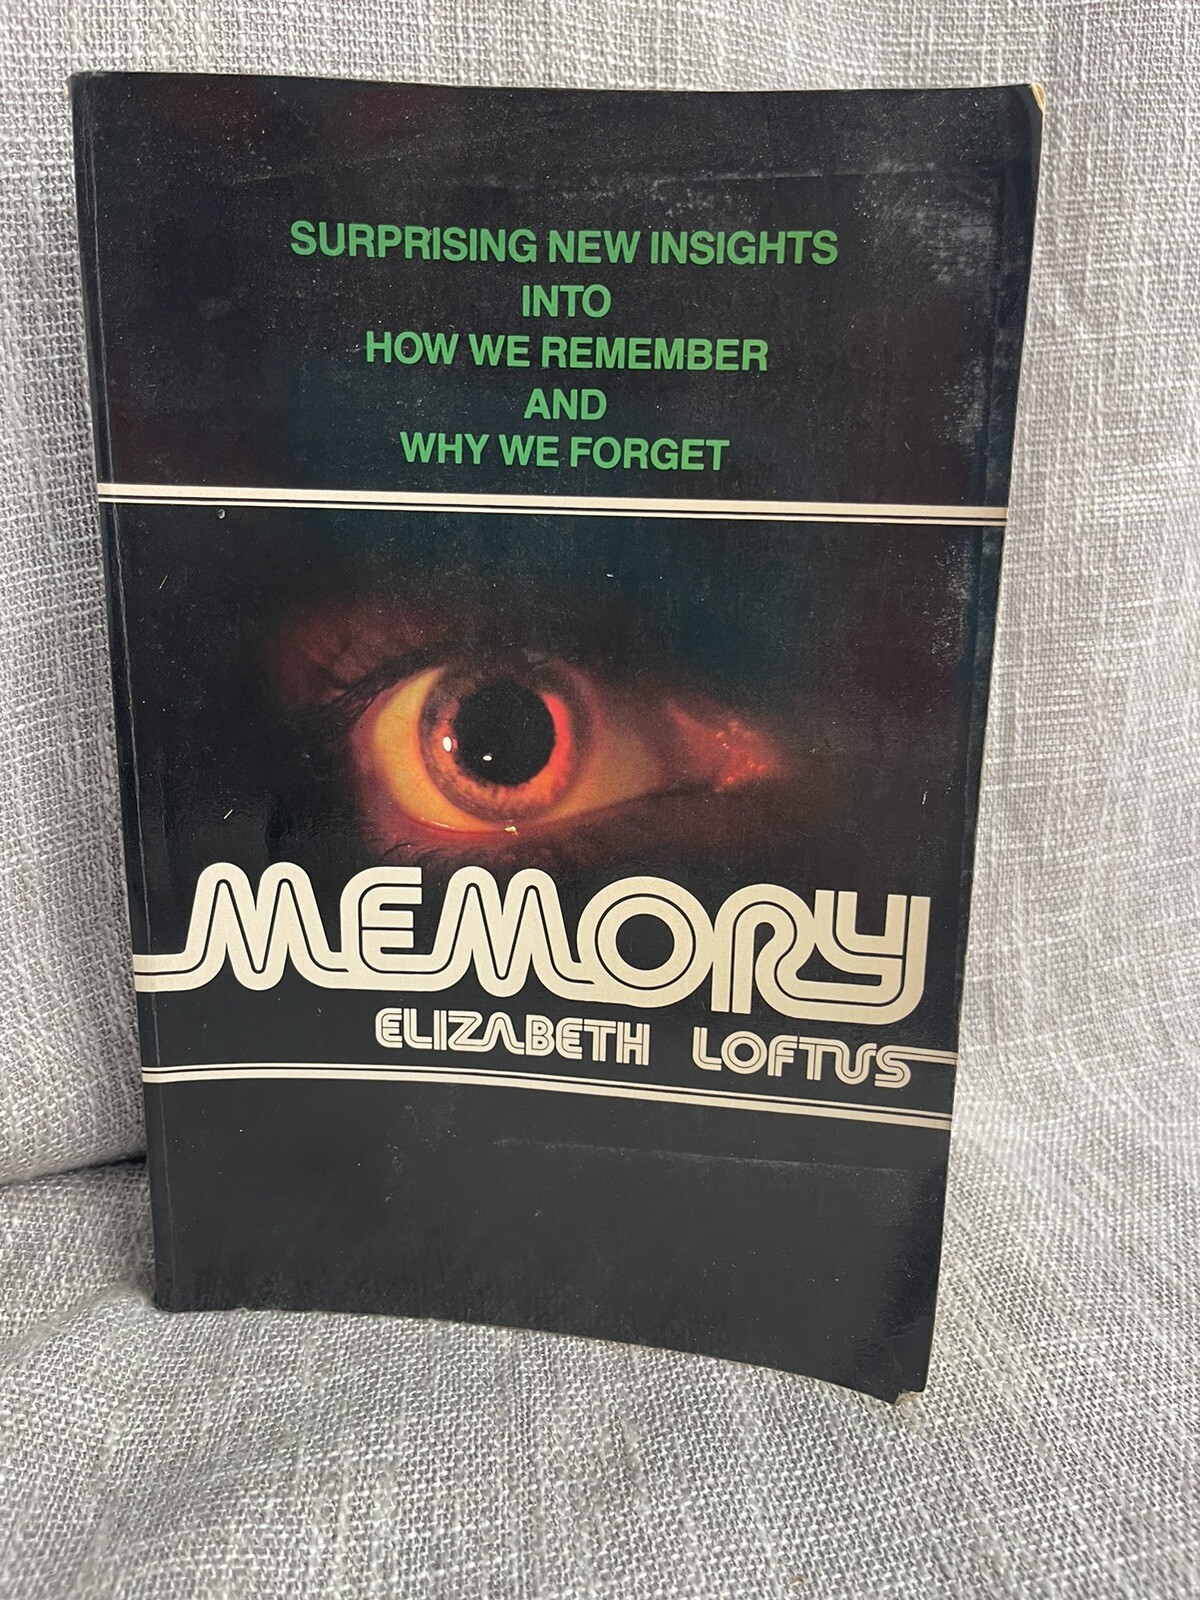 SURPRISING NEW INSIGHTS
INTO
HOW WE REMEMBER
AND
WHY WE FORGET
MEMORY
ELIZABETH LOFTUS